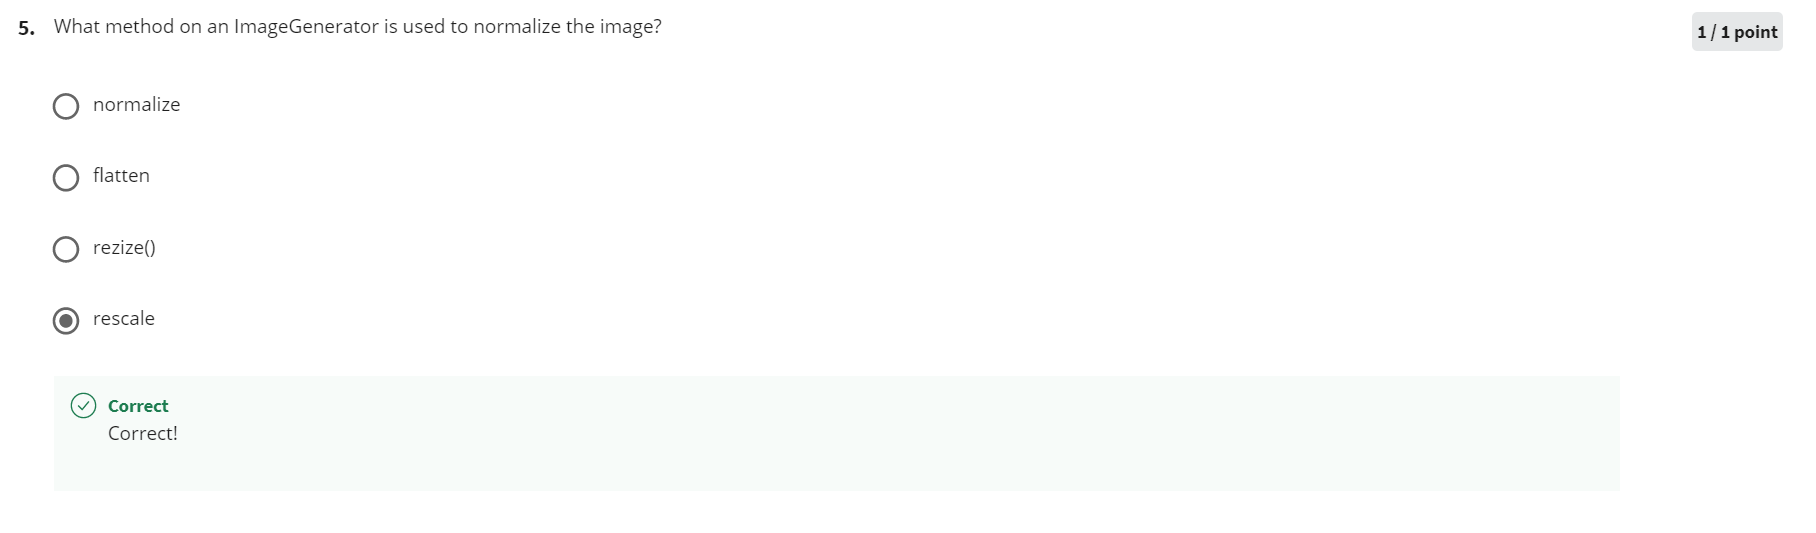 5. What method on an ImageGenerator is used to normalize the image?
1 / 1 point
normalize
flatten
rezize()
rescale
Correct
Correct!